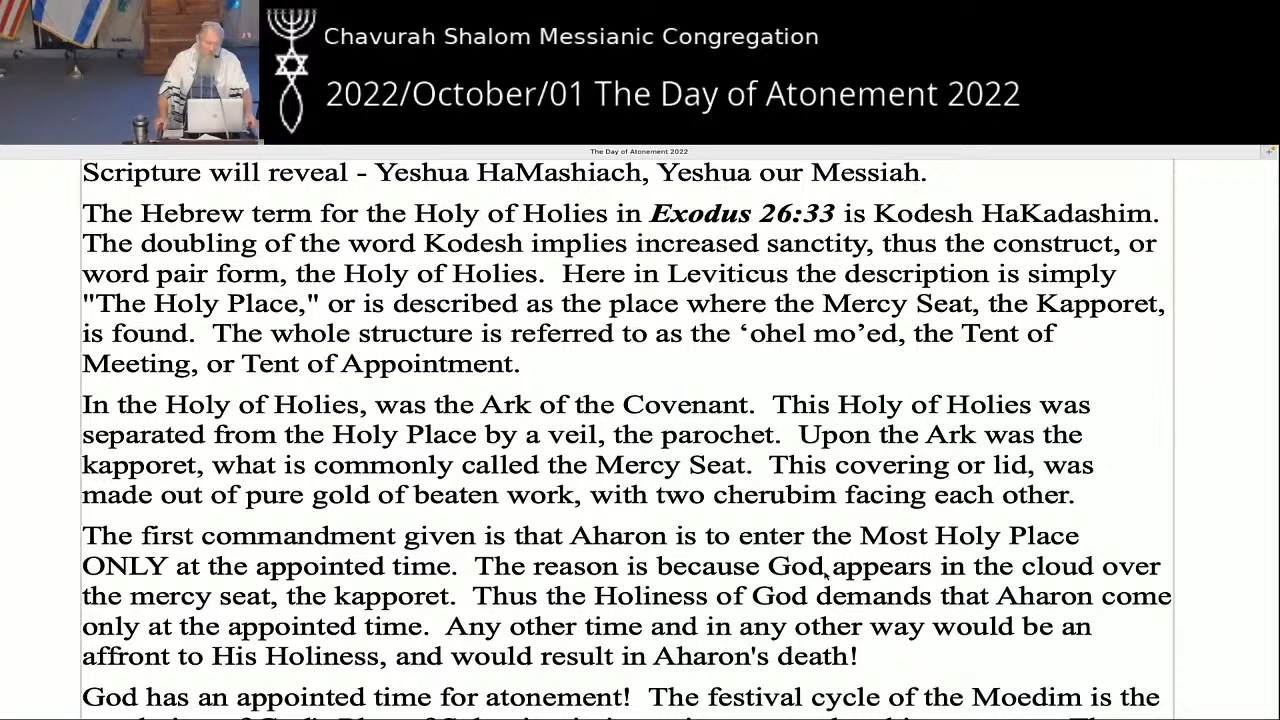 Chavurah Shalom Messianic Congregation
2022/October/01 The Day of Atonement 2022
The Day of Atonement 2022
Scripture will reveal - Yeshua HaMashiach, Yeshua our Messiah.
The Hebrew term for the Holy of Holies in Exodus 26:33 is Kodesh HaKadashim.
The doubling of the word Kodesh implies increased sanctity, thus the construct, or
word pair form, the Holy of Holies.  Here in Leviticus the description is simply
"The Holy Place," or is described as the place where the Mercy Seat, the Kapporet,
is found.  The whole structure is referred to as the ‘ohel mo’ed, the Tent of
Meeting, or Tent of Appointment.
In the Holy of Holies, was the Ark of the Covenant.  This Holy of Holies was
separated from the Holy Place by a veil, the parochet.  Upon the Ark was the
kapporet, what is commonly called the Mercy Seat.  This covering or lid, was
made out of pure gold of beaten work, with two cherubim facing each other.
The first commandment given is that Aharon is to enter the Most Holy Place
ONLY at the appointed time.  The reason is because God appears in the cloud over
the mercy seat, the kapporet.  Thus the Holiness of God demands that Aharon come
only at the appointed time.  Any other time and in any other way would be an
affront to His Holiness, and would result in Aharon's death!
God has an appointed time for atonement!  The festival cycle of the Moedim is the